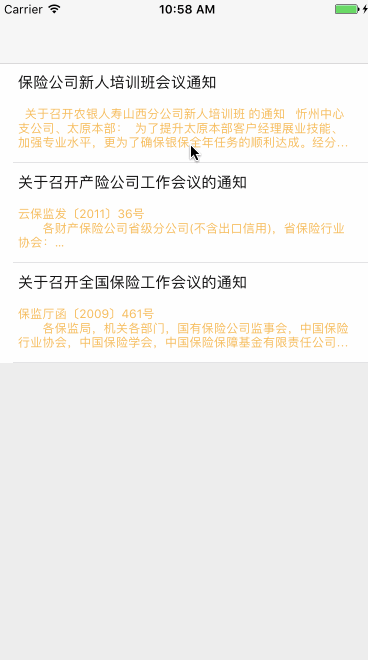 Carrier 10:58 AM
保险公司新人培训班会议通知
关于召开农银人寿山西分公司新人培训班 的通知 忻州中心
支公司、太原本部： 为了提升太原本部客户经理展业技能、
加强专业水平，更为了确保银保全年任务的顺利达成。经分...
关于召开产险公司工作会议的通知
云保监发〔2011〕36号
各财产保险公司省级分公司(不含出口信用)，省保险行业
协会：...
关于召开全国保险工作会议的通知
保监厅函〔2009〕461号
各保监局，机关各部门，国有保险公司监事会，中国保险
行业协会，中国保险学会，中国保险保障基金有限责任公司...